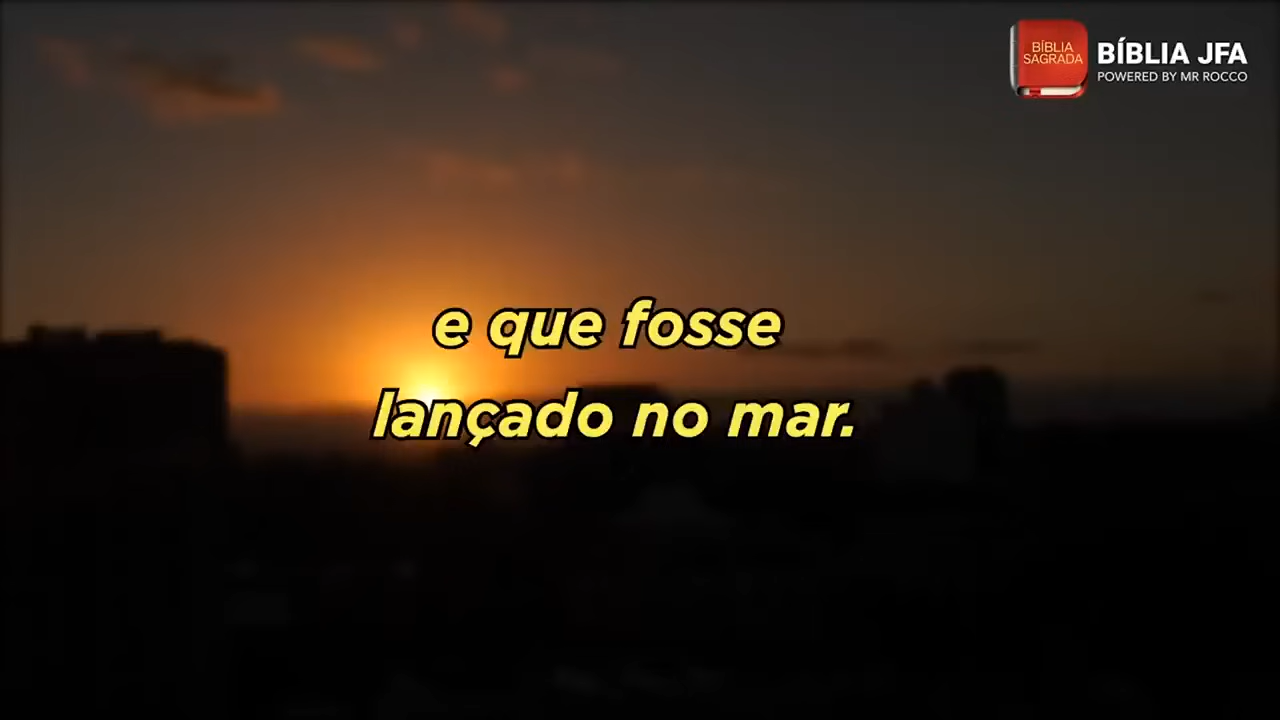 BÍBLIA
SAGRADA
BÍBLIA JFA
POWERED BY MR ROCCO
e que fosse
lançado no mar.